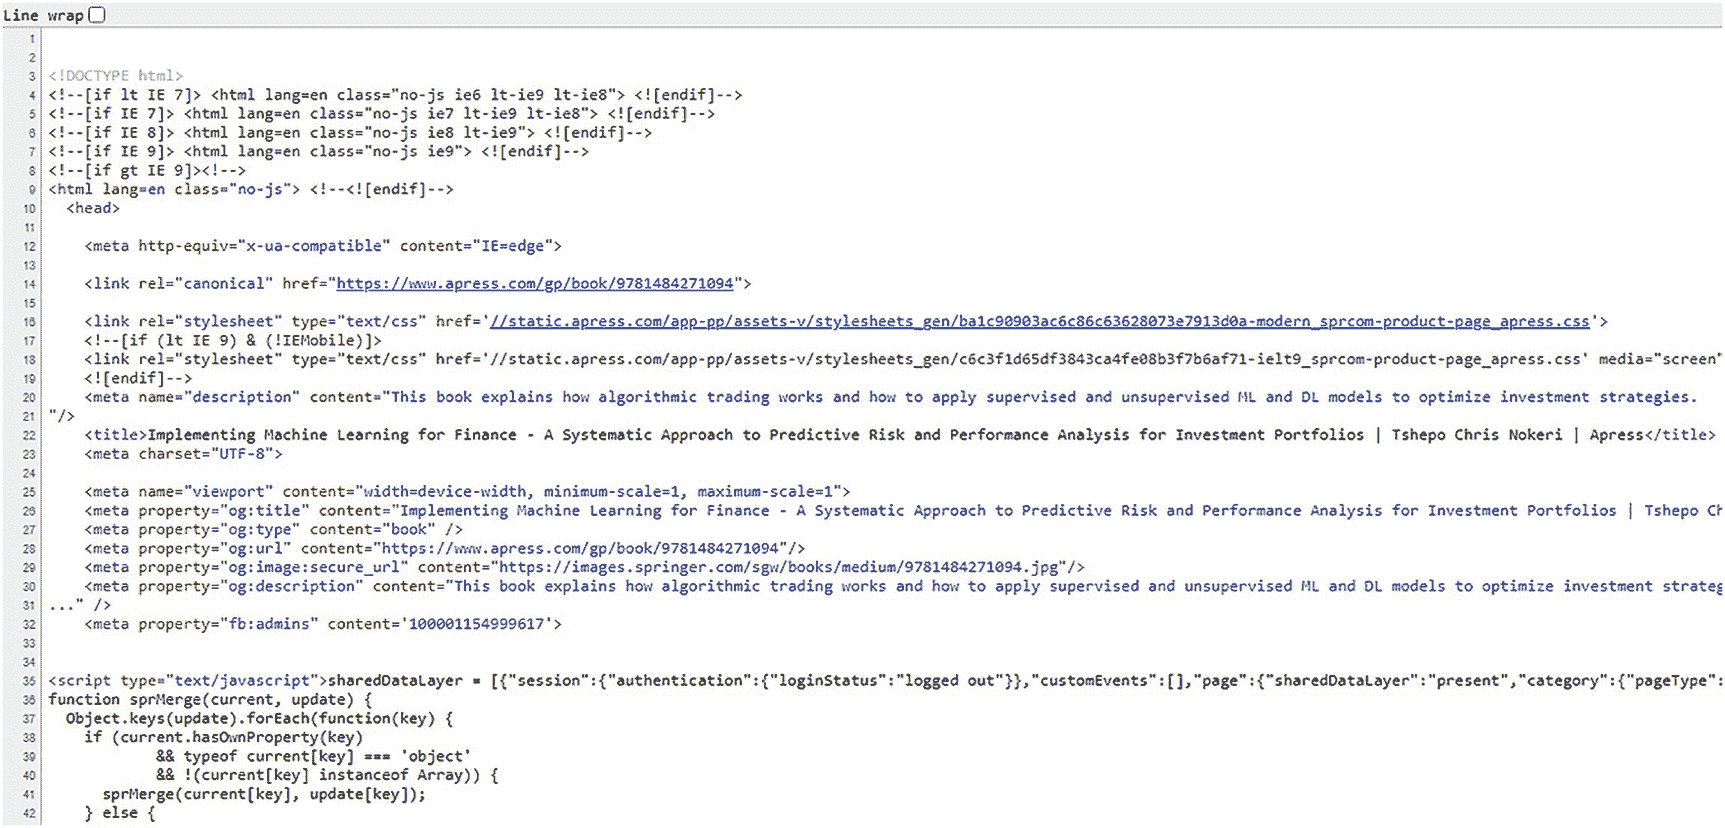 Line wrap
1
2
3 <!DOCTYPE html>
4 <!--[if lt IE 7]> <html lang=en class="no-js ie6 lt-ie9 lt-ie8"> <![endif]-->
5 <!--[if IE 7]> <html lang=en class="no-js ie7 lt-ie9 lt-ie8"> <![endif]-->
6 <!--[if IE 8]> <html lang=en class="no-js ie8 lt-ie9"> <![endif]-->
7 <!--[if IE 9]> <html lang=en class="no-js ie9"> <![endif]-->
8 <!--[if gt IE 9]><!-->
9 <html lang=en class="no-js"> <!--<![endif]-->
10 <head>
11
12 <meta http-equiv="x-ua-compatible" content="IE=edge">
13
14 <link rel="canonical" href="https://www.apress.com/gp/book/9781484271094">
15
16 <link rel="stylesheet" type="text/css" href='//static.apress.com/app-pp/assets-v/stylesheets_gen/ba1c90903ac6c86c63628073e7913d0a-modern_sprcom-product-page_apress.css'>
17 <!--[if (lt IE 9) & (!IEMobile)]>
18 <link rel="stylesheet" type="text/css" href='//static.apress.com/app-pp/assets-v/stylesheets_gen/c6c3f1d65df3843ca4fe08b3f7b6af71-ielt9_sprcom-product-page_apress.css' media="screen"
19 <![endif]-->
20 <meta name="description" content="This book explains how algorithmic trading works and how to apply supervised and unsupervised ML and DL models to optimize investment strategies.
21 "/>
22 <title>Implementing Machine Learning for Finance - A Systematic Approach to Predictive Risk and Performance Analysis for Investment Portfolios | Tshepo Chris Nokeri | Apress</title>
23 <meta charset="UTF-8">
24
25 <meta name="viewport" content="width=device-width, minimum-scale=1, maximum-scale=1">
26 <meta property="og:title" content="Implementing Machine Learning for Finance - A Systematic Approach to Predictive Risk and Performance Analysis for Investment Portfolios | Tshepo Ch
27 <meta property="og:type" content="book" />
28 <meta property="og:url" content="https://www.apress.com/gp/book/9781484271094"/>
29 <meta property="og:image:secure_url" content="https://images.springer.com/sgw/books/medium/9781484271094.jpg"/>
30 <meta property="og:description" content="This book explains how algorithmic trading works and how to apply supervised and unsupervised ML and DL models to optimize investment strateg
31 ..." />
32 <meta property="fb:admins" content='100001154999617'>
33
34
35 <script type="text/javascript">sharedDataLayer = [{"session":{"authentication":{"loginStatus":"logged out"}},"customEvents":[],"page":{"sharedDataLayer":"present","category":{"pageType":
36 function sprMerge(current, update) {
37 Object.keys(update).forEach(function(key) {
38 if (current.hasOwnProperty(key)
39 && typeof current[key] === 'object'
40 && !(current[key] instanceof Array)) {
41 sprMerge(current[key], update[key]);
42 } else {